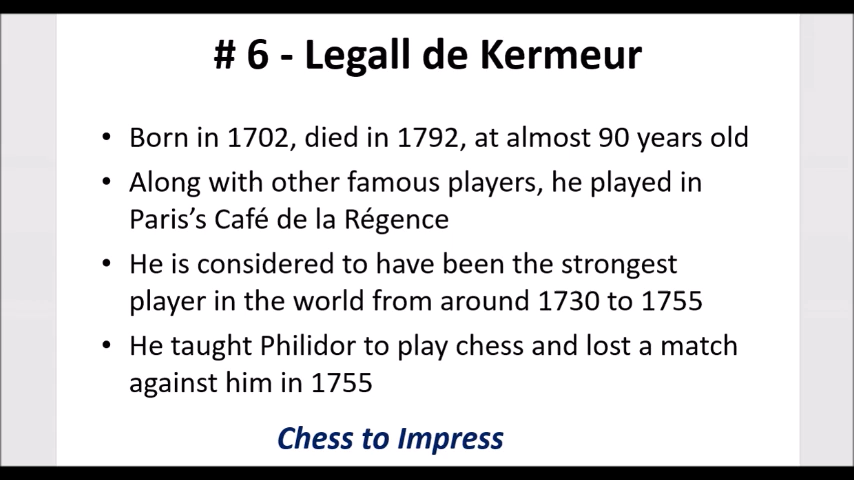 # 6 - Legall de Kermeur
• Born in 1702, died in 1792, at almost 90 years old
• Along with other famous players, he played in
Paris’s Café de la Régence
• He is considered to have been the strongest
player in the world from around 1730 to 1755
• He taught Philidor to play chess and lost a match
against him in 1755
Chess to Impress